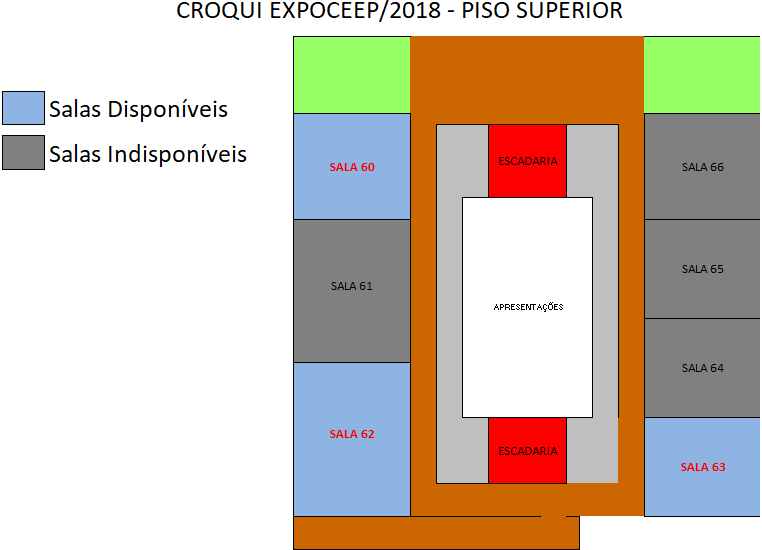 CROQUI EXPOCEEP/2018 - PISO SUPERIOR
Salas Disponíveis
Salas Indisponíveis
SALA 60
ESCADARIA
SALA 66
SALA 61
SALA 65
APRESENTAÇÕES
SALA 64
SALA 62
ESCADARIA
SALA 63